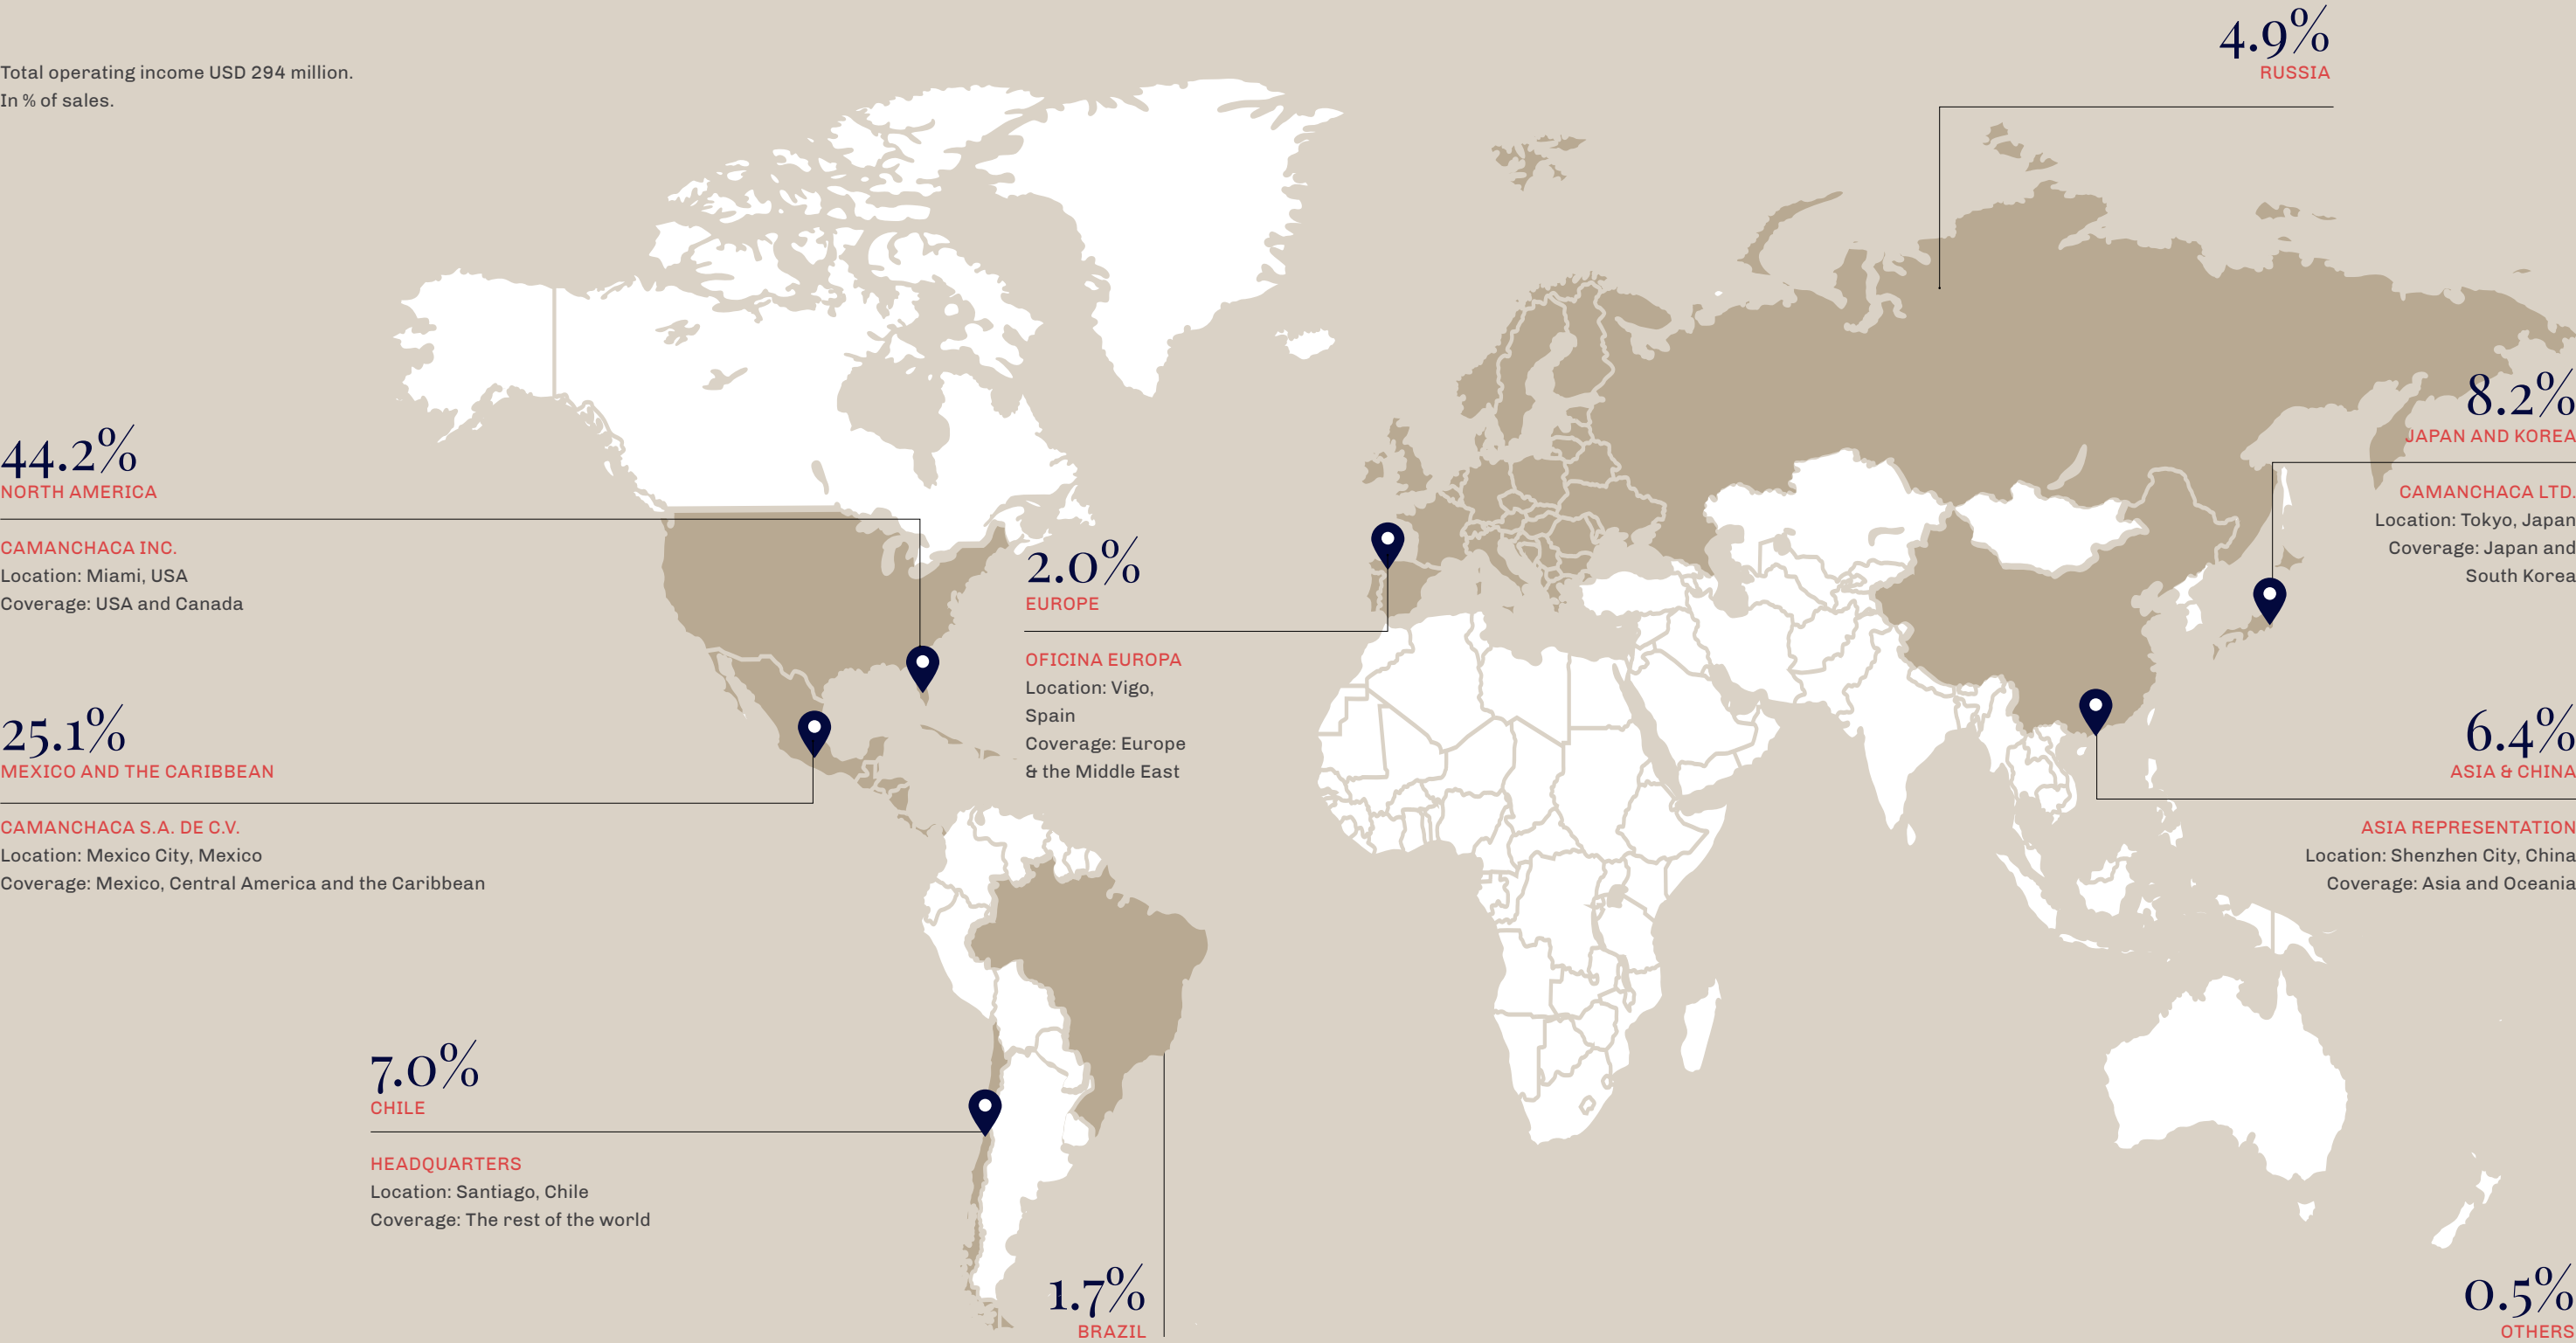 Total operating income USD 294 million.
In % of sales.
4.9%
RUSSIA
44.2%
NORTH AMERICA
CAMANCHACA INC.
Location: Miami, USA
Coverage: USA and Canada
25.1%
MEXICO AND THE CARIBBEAN
CAMANCHACA S.A. DE C.V.
Location: Mexico City, Mexico
Coverage: Mexico, Central America and the Caribbean
2.0%
EUROPE
OFICINA EUROPA
Location: Vigo,
Spain
Coverage: Europe
& the Middle East
8.2%
JAPAN AND KOREA
CAMANCHACA LTD.
Location: Tokyo, Japan
Coverage: Japan and
South Korea
6.4%
ASIA & CHINA
ASIA REPRESENTATION
Location: Shenzhen City, China
Coverage: Asia and Oceania
7.0%
CHILE
HEADQUARTERS
Location: Santiago, Chile
Coverage: The rest of the world
1.7%
BRAZIL
0.5%
OTHERS